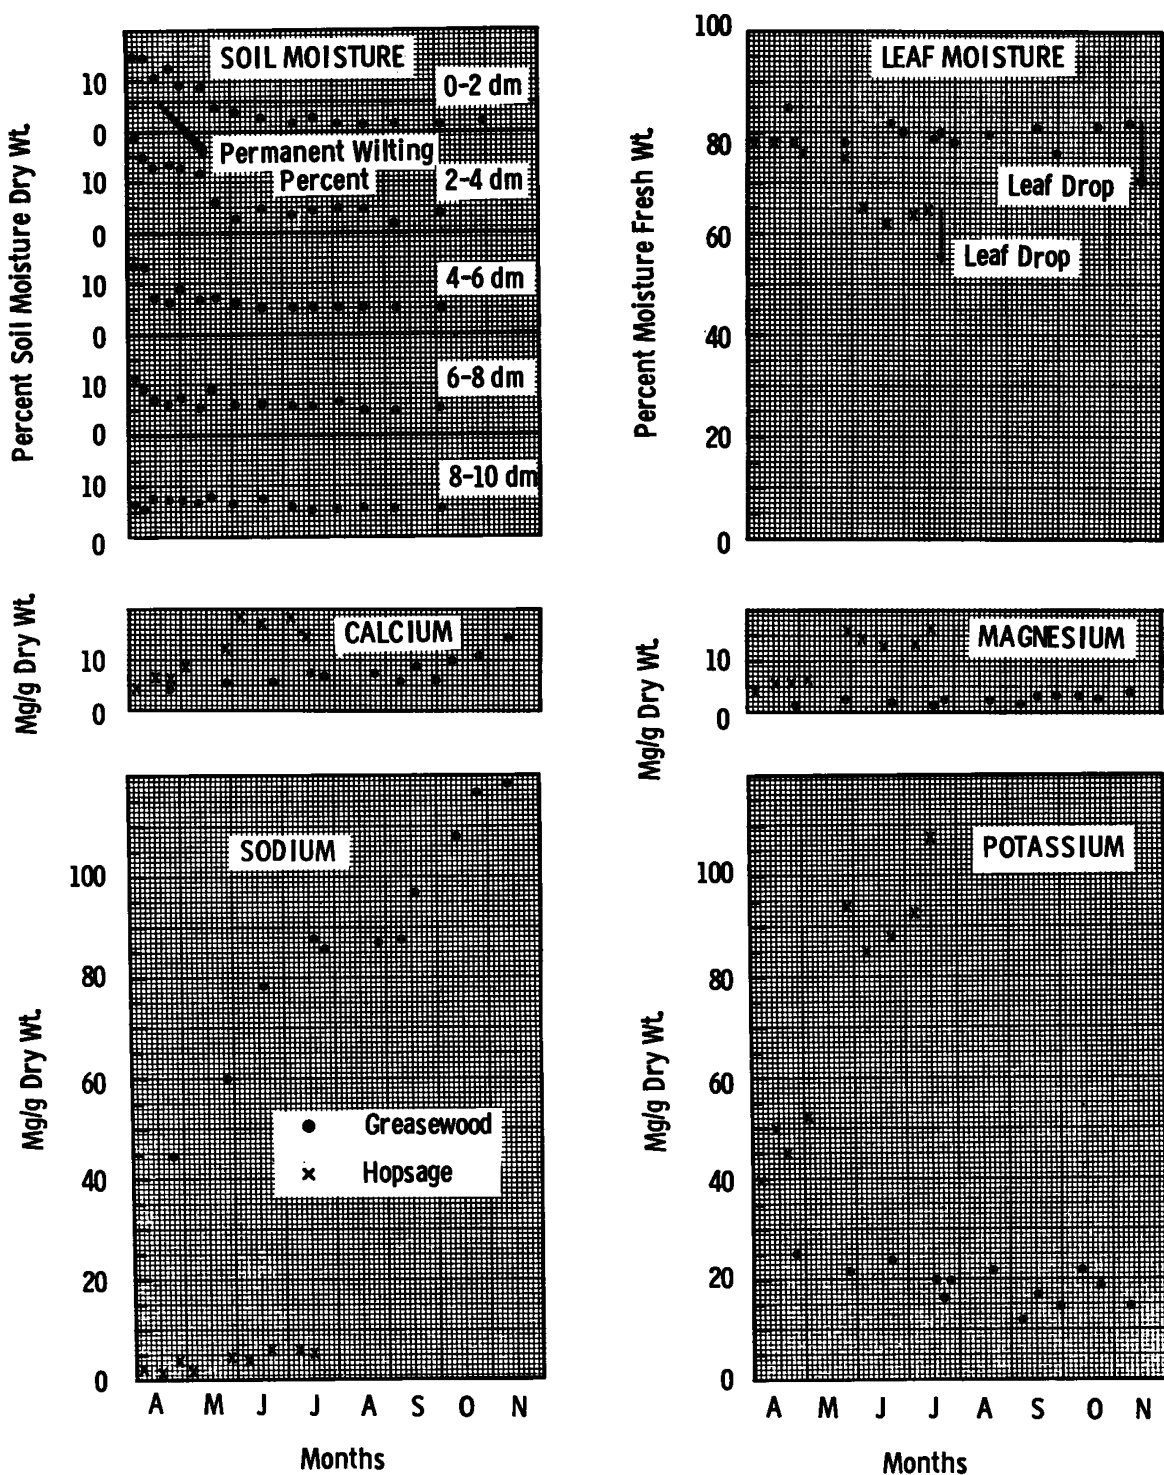 SOIL MOISTURE
0-2 dm
Permanent Wilting
Percent
2-4 dm
4-6 dm
6-8 dm
8-10 dm
10
0
10
0
10
0
10
0
10
0
Percent Soil Moisture Dry Wt.
LEAF MOISTURE
Leaf Drop
Leaf Drop
100
80
60
40
20
0
Percent Moisture Fresh Wt.
CALCIUM
10
0
Mg/g Dry Wt.
MAGNESIUM
10
0
Mg/g Dry Wt.
SODIUM
Greasewood
Hopsage
100
80
60
40
20
0
Mg/g Dry Wt.
A M J J A S O N
Months
POTASSIUM
100
80
60
40
20
0
Mg/g Dry Wt.
A M J J A S O N
Months